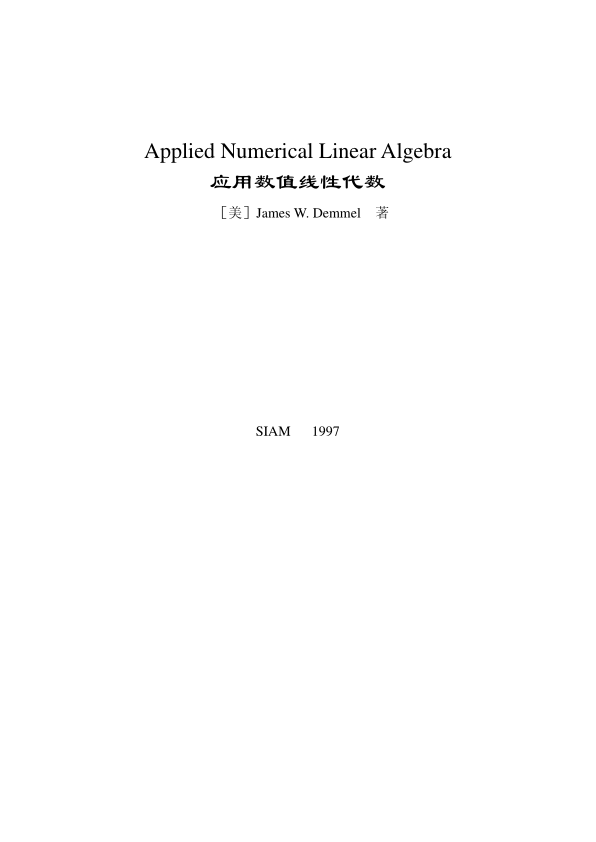 Applied Numerical Linear Algebra
应用数值线性代数
［美］James W. Demmel 著
SIAM 1997